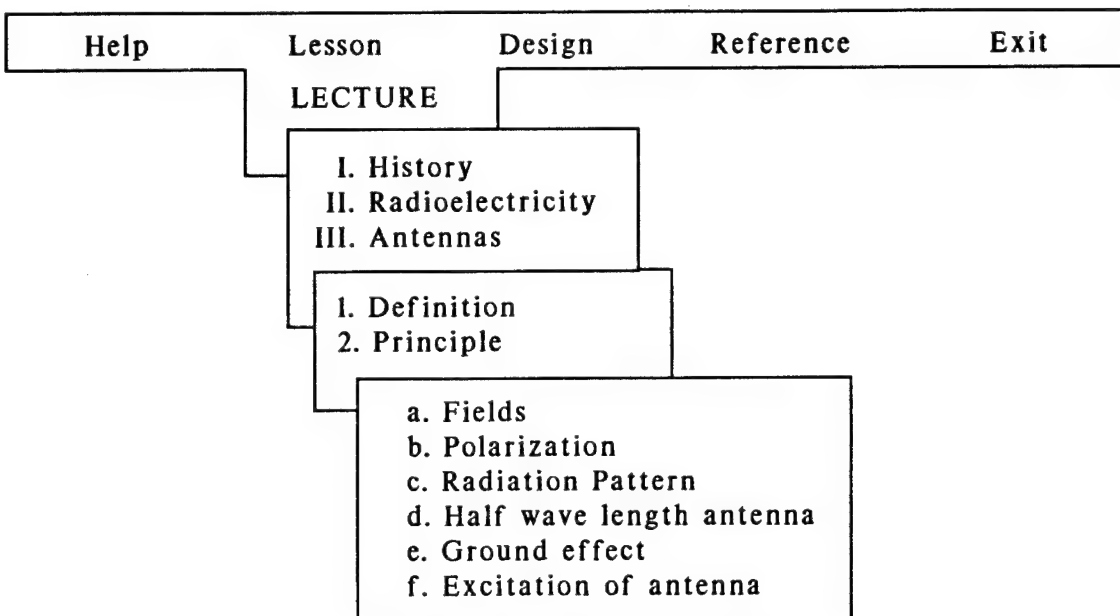 Help Lesson Design Reference Exit
LECTURE
I. History
II. Radioelectricity
III. Antennas
1. Definition
2. Principle
a. Fields
b. Polarization
c. Radiation Pattern
d. Half wave length antenna
e. Ground effect
f. Excitation of antenna